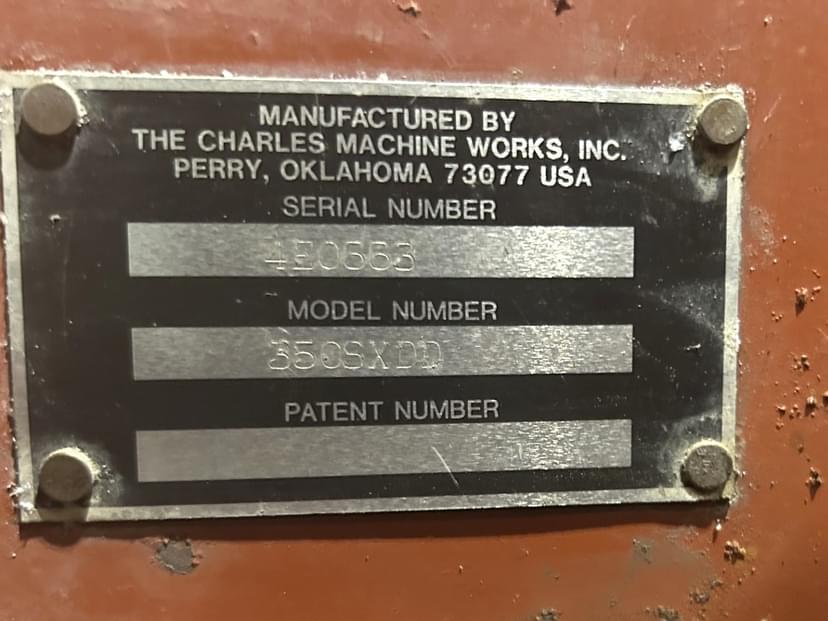 MANUFACTURED BY
THE CHARLES MACHINE WORKS, INC.
PERRY, OKLAHOMA 73077 USA
SERIAL NUMBER
4E0663
MODEL NUMBER
350SXDD
PATENT NUMBER